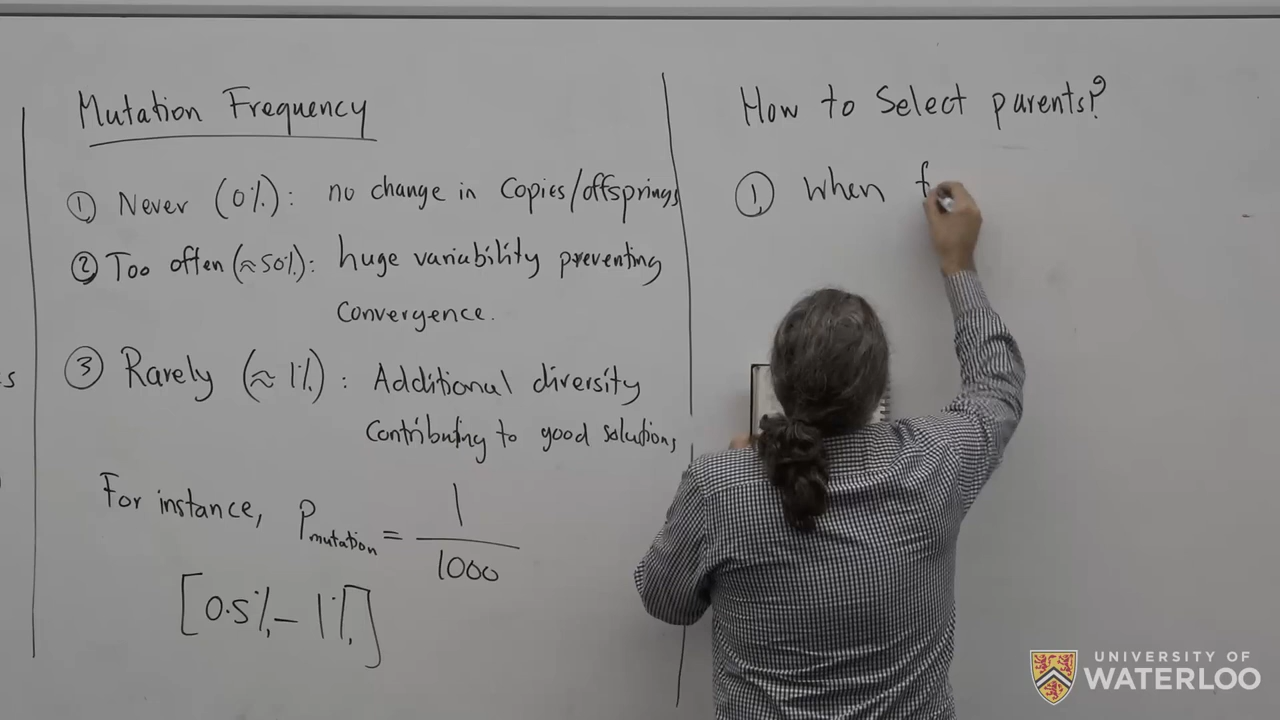 Mutation Frequency
① Never (0%): no change in Copies/offsprings
② Too often (≈50%): huge variability preventing
Convergence.
③ Rarely (≈ 1%): Additional diversity
Contributing to good solutions,
For instance, Pmutation = 1/1000
[0.5% – 1%]
How to Select parents?
① When f
UNIVERSITY OF
WATERLOO